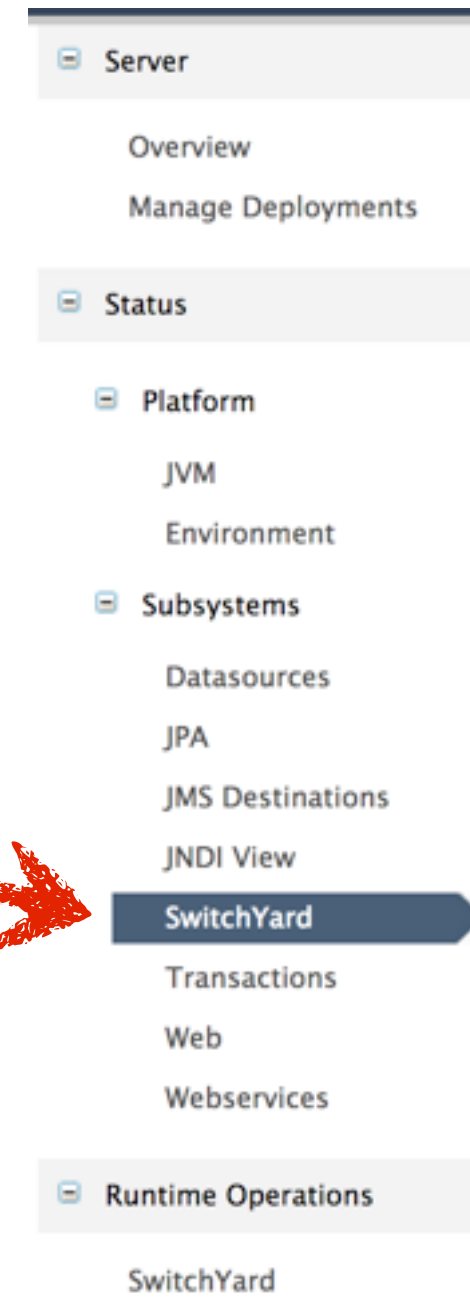 Server
Overview
Manage Deployments
Status
Platform
JVM
Environment
Subsystems
Datasources
JPA
JMS Destinations
JNDI View
SwitchYard
Transactions
Web
Webservices
Runtime Operations
SwitchYard